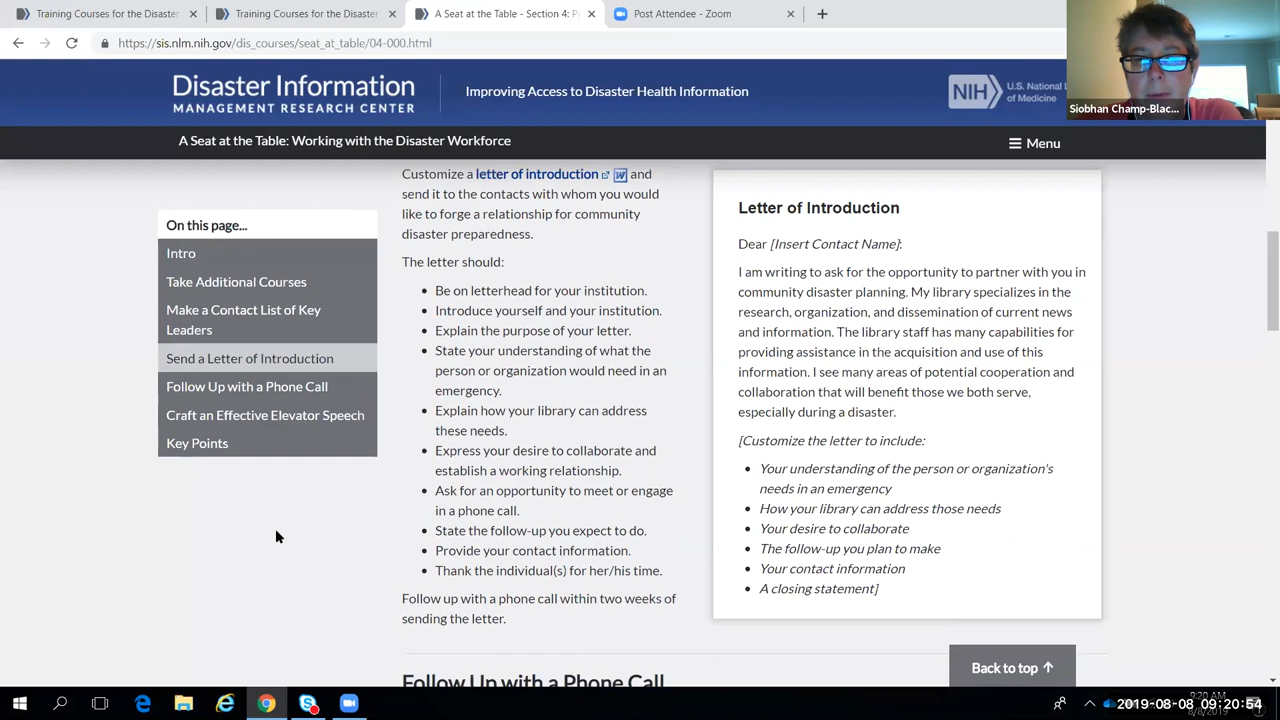 Training Courses for the Disaster
Training Courses for the Disaster
A Seat at the Table - Section 4: P
Post Attendee - Zoom
https://sis.nlm.nih.gov/dis_courses/seat_at_table/04-000.html
Disaster Information
MANAGEMENT RESEARCH CENTER
Improving Access to Disaster Health Information
NIH
U.S. National L
of Medicine
Siobhan Champ-Blac...
A Seat at the Table: Working with the Disaster Workforce
Menu
On this page...
Intro
Take Additional Courses
Make a Contact List of Key
Leaders
Send a Letter of Introduction
Follow Up with a Phone Call
Craft an Effective Elevator Speech
Key Points
Customize a letter of introduction and
send it to the contacts with whom you would
like to forge a relationship for community
disaster preparedness.
The letter should:
• Be on letterhead for your institution.
• Introduce yourself and your institution.
• Explain the purpose of your letter.
• State your understanding of what the
person or organization would need in an
emergency.
• Explain how your library can address
these needs.
• Express your desire to collaborate and
establish a working relationship.
• Ask for an opportunity to meet or engage
in a phone call.
• State the follow-up you expect to do.
• Provide your contact information.
• Thank the individual(s) for her/his time.
Follow up with a phone call within two weeks of
sending the letter.
Follow Up with a Phone Call
Letter of Introduction
Dear [Insert Contact Name]:
I am writing to ask for the opportunity to partner with you in
community disaster planning. My library specializes in the
research, organization, and dissemination of current news
and information. The library staff has many capabilities for
providing assistance in the acquisition and use of this
information. I see many areas of potential cooperation and
collaboration that will benefit those we both serve,
especially during a disaster.
[Customize the letter to include:
• Your understanding of the person or organization's
needs in an emergency
• How your library can address those needs
• Your desire to collaborate
• The follow-up you plan to make
• Your contact information
• A closing statement]
Back to top
9:20 AM
2019-08-08 09:20:54
8/8/2019